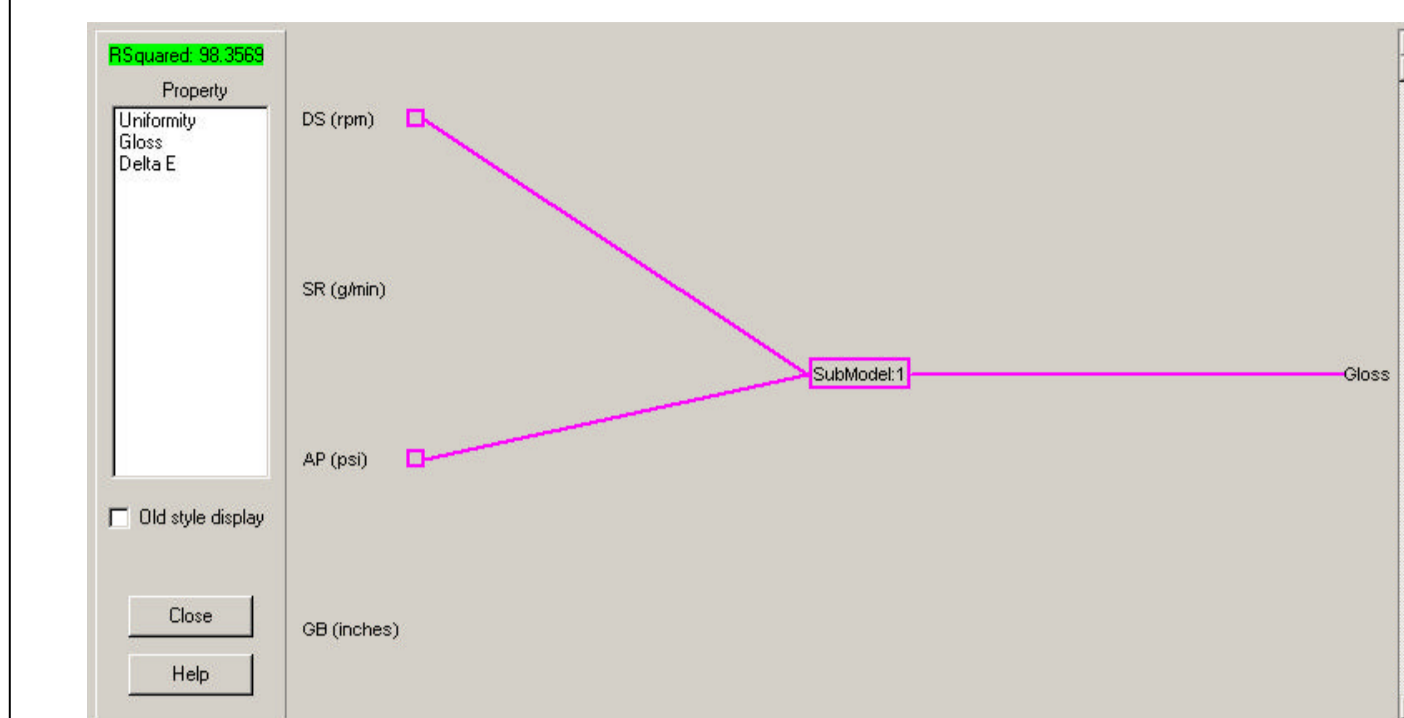 RSquared: 98.3569
Property
Uniformity
Gloss
Delta E
Old style display
Close
Help
DS (rpm)
SR (g/min)
AP (psi)
GB (inches)
SubModel:1
Gloss